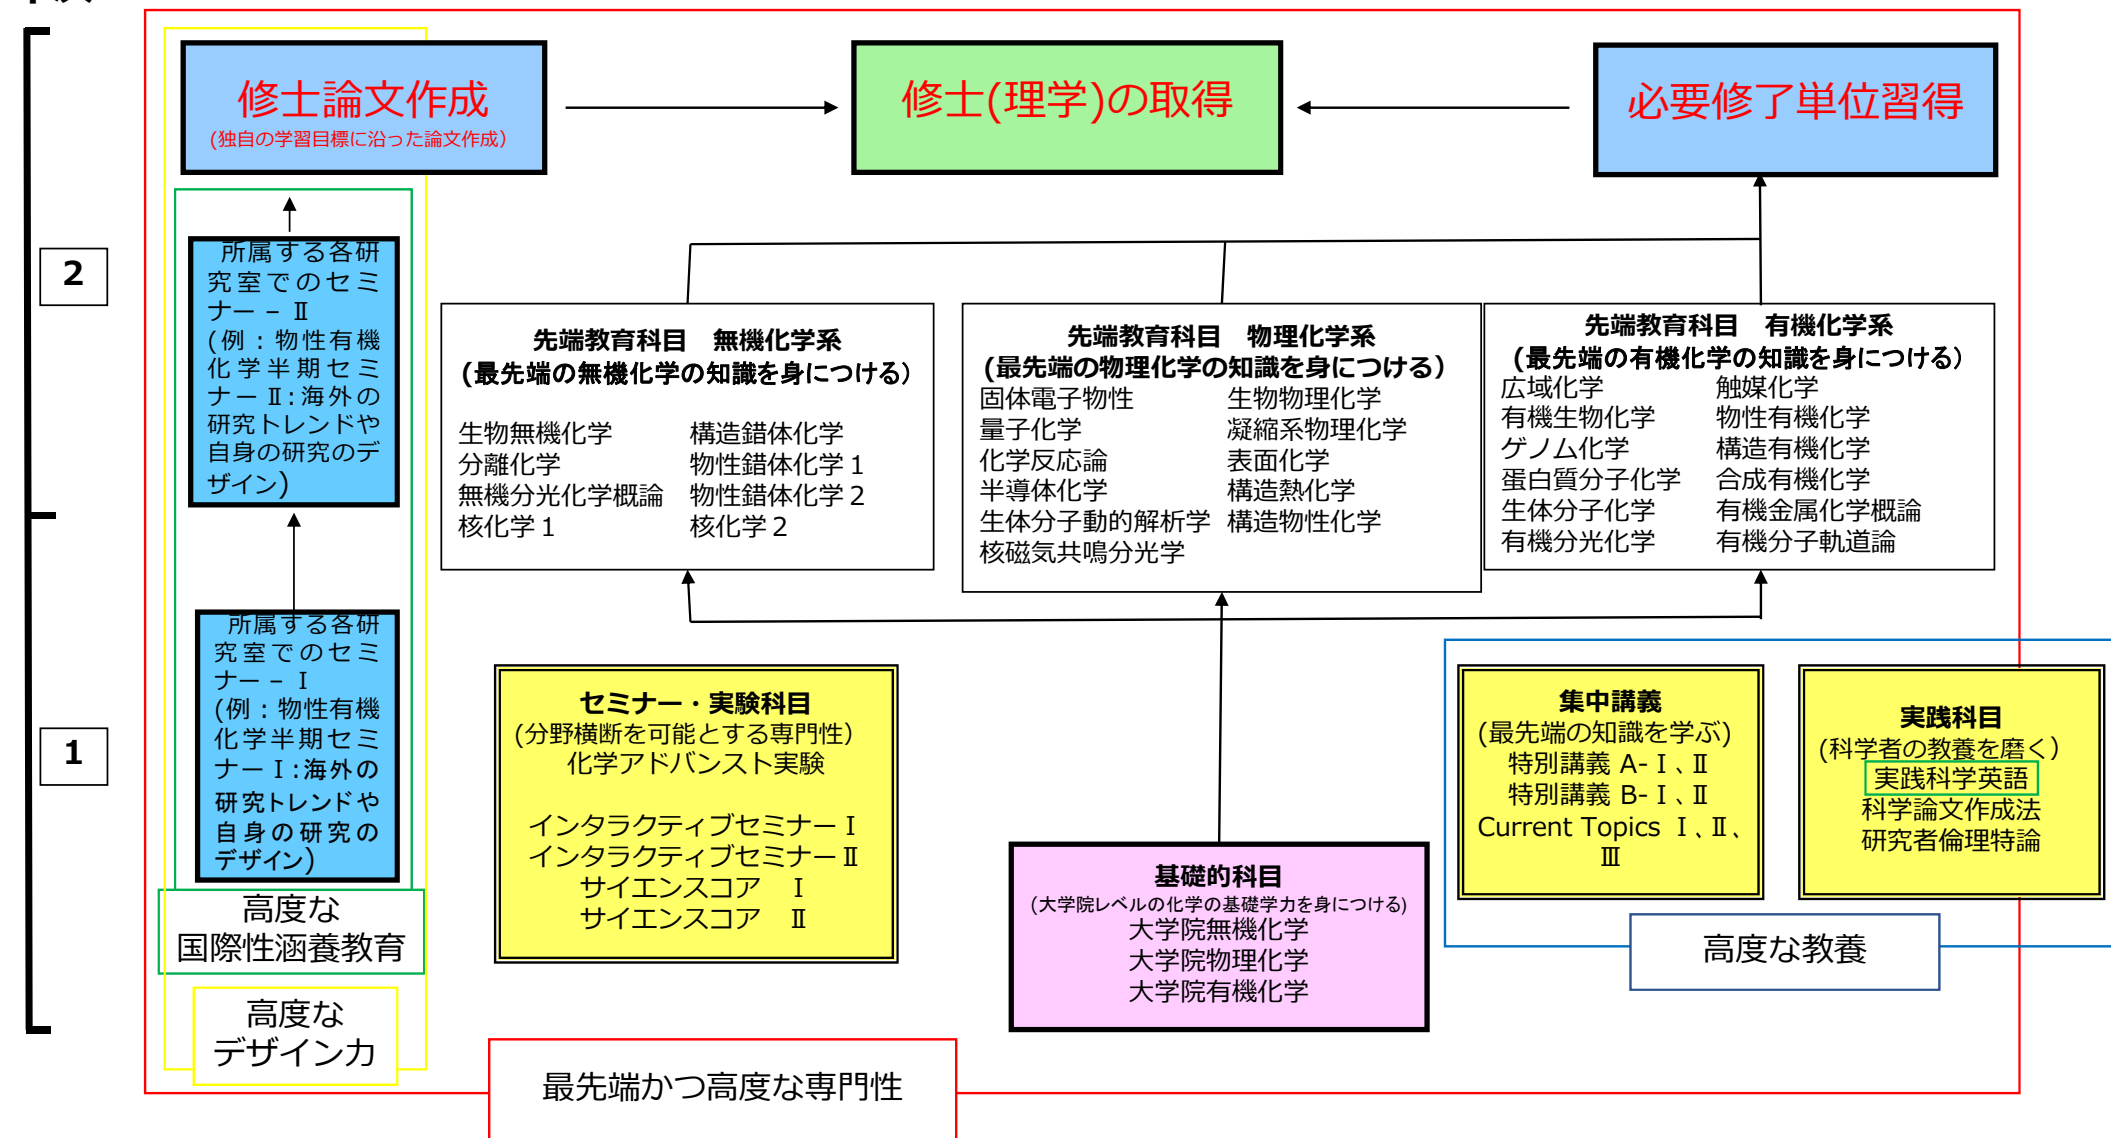 修士論文作成
(独自の学習目標に沿った論文作成)
修士(理学)の取得
必要修了単位習得
2
所属する各研
究室でのセミ
ナー – Ⅱ
(例：物性有機
化学半期セミ
ナーⅡ:海外の
研究トレンドや
自身の研究のデ
ザイン)
先端教育科目　無機化学系
(最先端の無機化学の知識を身につける)
生物無機化学　構造錯体化学
分離化学　物性錯体化学１
無機分光化学概論　物性錯体化学２
核化学１　核化学２
先端教育科目　物理化学系
(最先端の物理化学の知識を身につける)
固体電子物性　生物物理化学
量子化学　凝縮系物理化学
化学反応論　表面化学
半導体化学　構造熱化学
生体分子動的解析学　構造物性化学
核磁気共鳴分光学
先端教育科目　有機化学系
(最先端の有機化学の知識を身につける)
広域化学　触媒化学
有機生物化学　物性有機化学
ゲノム化学　構造有機化学
蛋白質分子化学　合成有機化学
生体分子化学　有機金属化学概論
有機分光化学　有機分子軌道論
1
所属する各研
究室でのセミ
ナー – Ⅰ
(例：物性有機
化学半期セミ
ナーⅠ:海外の
研究トレンドや
自身の研究の
デザイン)
セミナー・実験科目
(分野横断を可能とする専門性)
化学アドバンスト実験
インタラクティブセミナーⅠ
インタラクティブセミナーⅡ
サイエンスコア　Ⅰ
サイエンスコア　Ⅱ
基礎的科目
(大学院レベルの化学の基礎学力を身につける)
大学院無機化学
大学院物理化学
大学院有機化学
集中講義
(最先端の知識を学ぶ)
特別講義 A-Ⅰ、Ⅱ
特別講義 B-Ⅰ、Ⅱ
Current Topics Ⅰ、Ⅱ、
Ⅲ
実践科目
(科学者の教養を磨く)
実践科学英語
科学論文作成法
研究者倫理特論
高度な
国際性涵養教育
高度な教養
高度な
デザイン力
最先端かつ高度な専門性